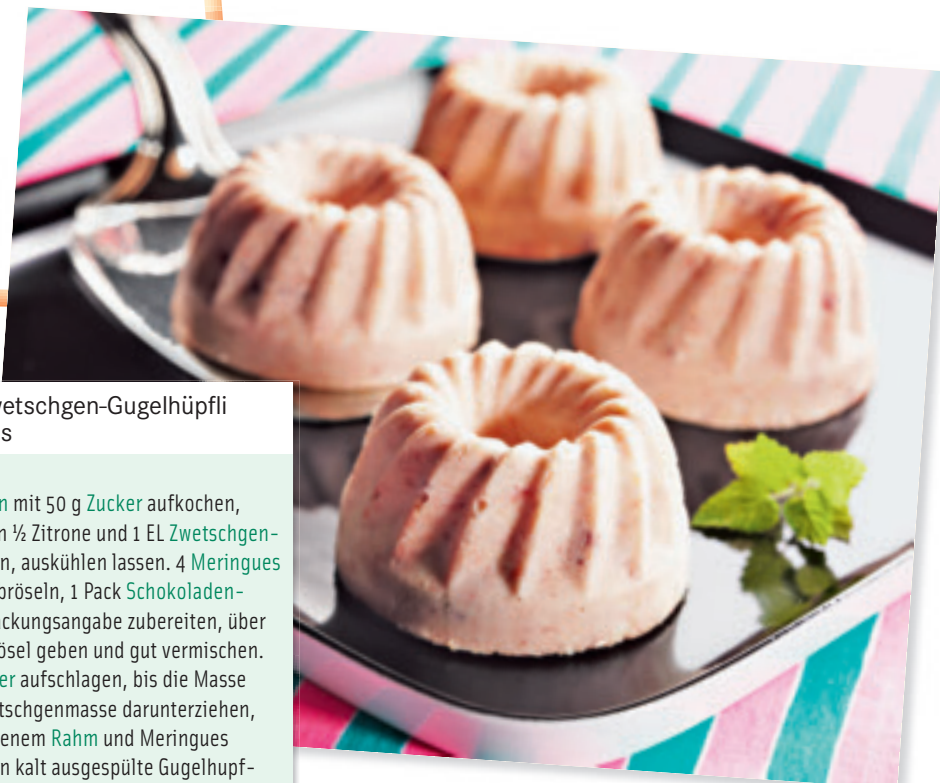 wetschgen-Gugelhüpfli
s
n mit 50 g Zucker aufkochen,
n ½ Zitrone und 1 EL Zwetschgen-
n, auskühlen lassen. 4 Meringues
bröseln, 1 Pack Schokoladen-
ckungsangabe zubereiten, über
ösel geben und gut vermischen.
er aufschlagen, bis die Masse
tschgenmasse darunterziehen,
enem Rahm und Meringues
n kalt ausgespülte Gugelhupf-